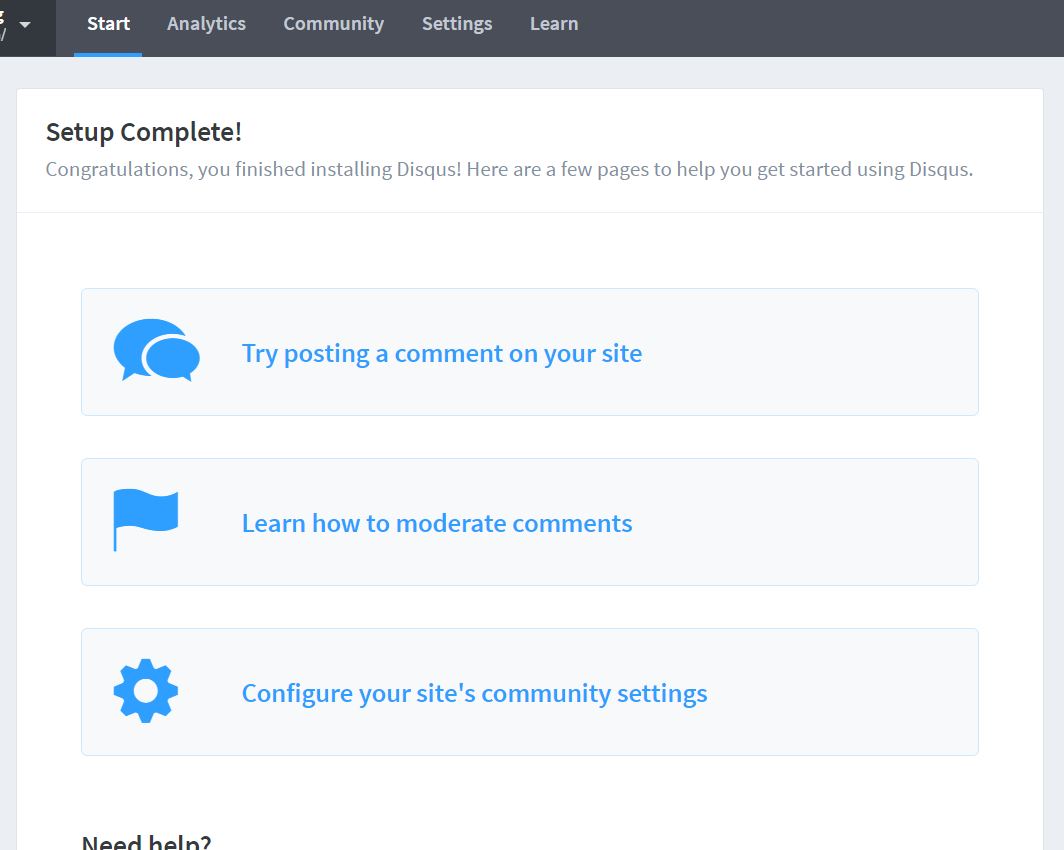 Start Analytics Community Settings Learn
Setup Complete!
Congratulations, you finished installing Disqus! Here are a few pages to help you get started using Disqus.
Try posting a comment on your site
Learn how to moderate comments
Configure your site's community settings
Need help?